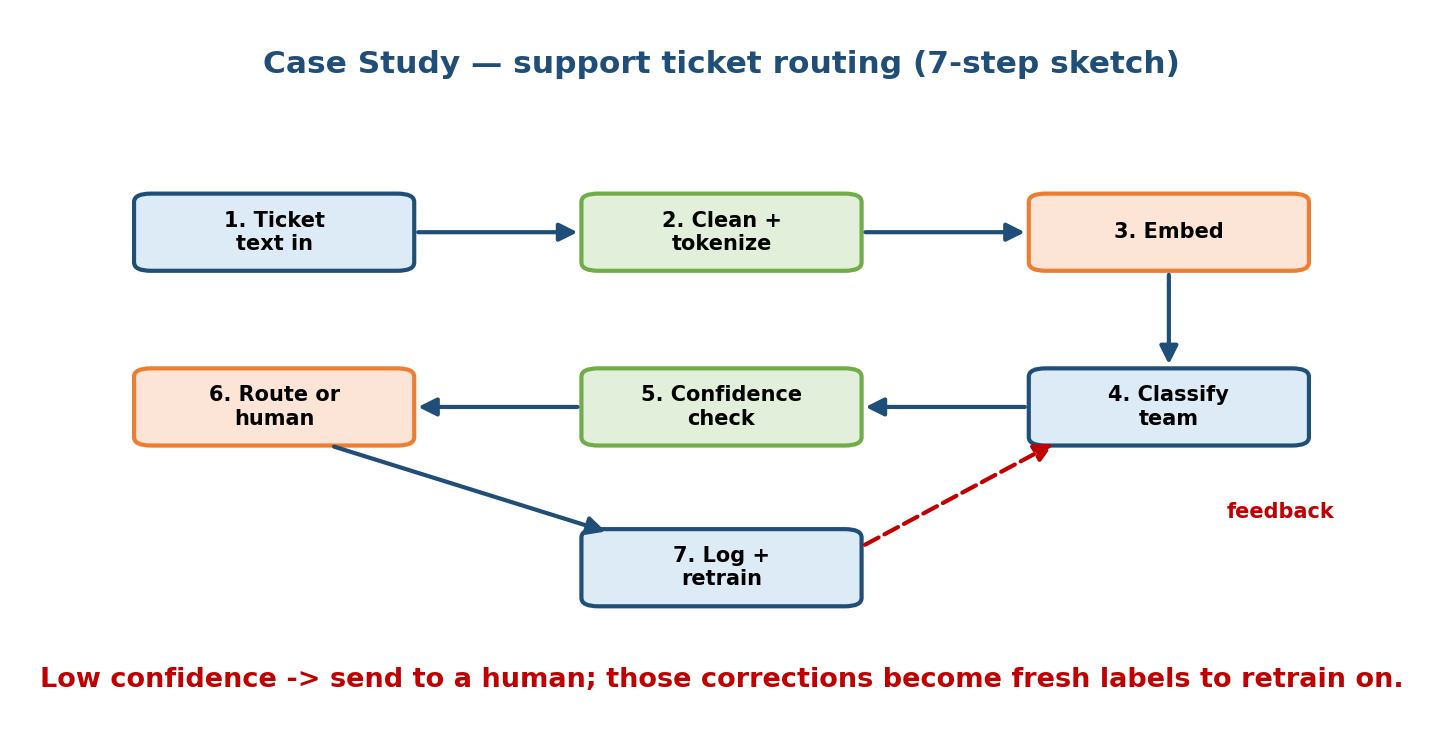 Case Study — support ticket routing (7-step sketch)
1. Ticket
text in
2. Clean +
tokenize
3. Embed
4. Classify
team
5. Confidence
check
6. Route or
human
feedback
7. Log +
retrain
Low confidence -> send to a human; those corrections become fresh labels to retrain on.